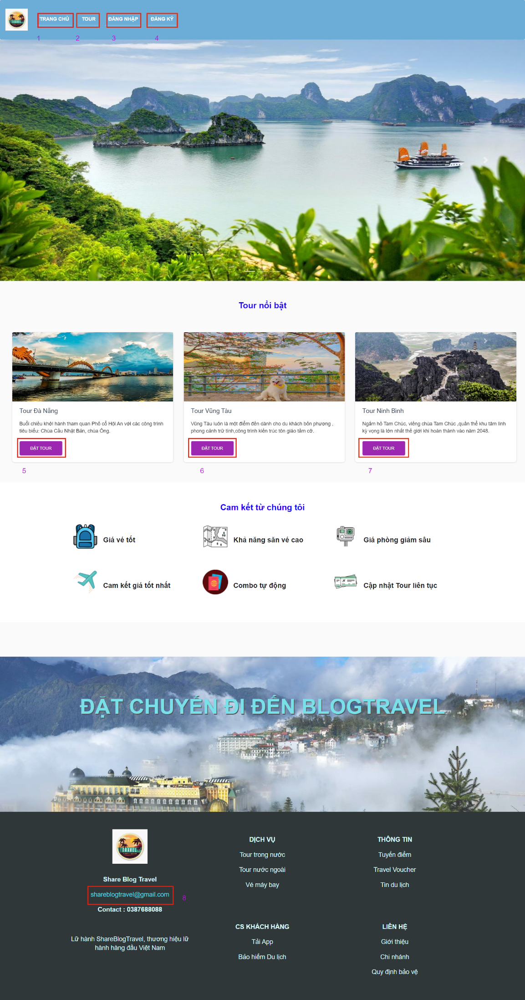 TRAVEL
TRANG CHỦ
TOUR
ĐĂNG NHẬP
ĐĂNG KÝ
1
2
3
4
Tour nổi bật
Tour Đà Nẵng
Buổi chiều khởi hành tham quan Phố cổ Hội An với các công trình
tiêu biểu: Chùa Cầu Nhật Bản, chùa Ông.
ĐẶT TOUR
5
Tour Vũng Tàu
Vũng Tàu luôn là một điểm đến dành cho du khách bốn phương ,
phong cảnh trữ tình,công trình kiến trúc tôn giáo tầm cỡ.
ĐẶT TOUR
6
Tour Ninh Bình
Ngắm hồ Tam Chúc, viếng chùa Tam Chúc ,quần thể khu tâm linh
kỳ vọng là lớn nhất thế giới khi hoàn thành vào năm 2048.
ĐẶT TOUR
7
Cam kết từ chúng tôi
Giá vé tốt
Khả năng săn vé cao
Giá phòng giảm sâu
Cam kết giá tốt nhất
Combo tự động
Cập nhật Tour liên tục
ĐẶT CHUYẾN ĐI ĐẾN BLOGTRAVEL
TRAVEL
Share Blog Travel
shareblogtravel@gmail.com
8
Contact : 0387688088
Lữ hành ShareBlogTravel, thương hiệu lữ
hành hàng đầu Việt Nam
DỊCH VỤ
Tour trong nước
Tour nước ngoài
Vé máy bay
THÔNG TIN
Tuyến điểm
Travel Voucher
Tin du lịch
CS KHÁCH HÀNG
Tải App
Bảo hiểm Du lịch
LIÊN HỆ
Giới thiệu
Chi nhánh
Quy định bảo vệ